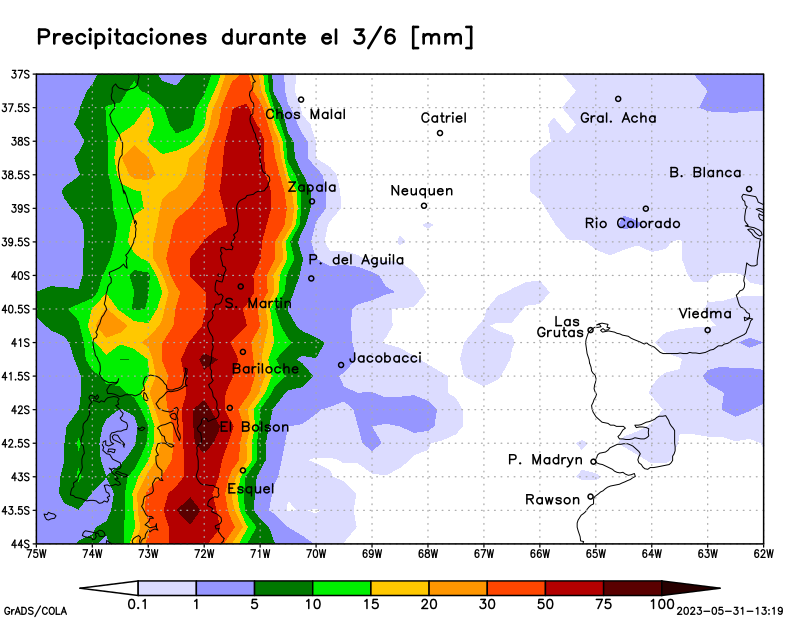 Precipitaciones durante el 3/6 [mm]
37S
37.5S
38S
38.5S
39S
39.5S
40S
40.5S
41S
41.5S
42S
42.5S
43S
43.5S
44S
Chos Malal
Catriel
Gral. Acha
B. Blanca
Zapala
Neuquen
Rio Colorado
P. del Aguila
S. Martin
Viedma
Las
Grutas
Bariloche
Jacobacci
El Bolson
P. Madryn
Esquel
Rawson
75W 74W 73W 72W 71W 70W 69W 68W 67W 66W 65W 64W 63W 62W
0.1 1 5 10 15 20 30 50 75 100
GrADS/COLA
2023-05-31-13:19